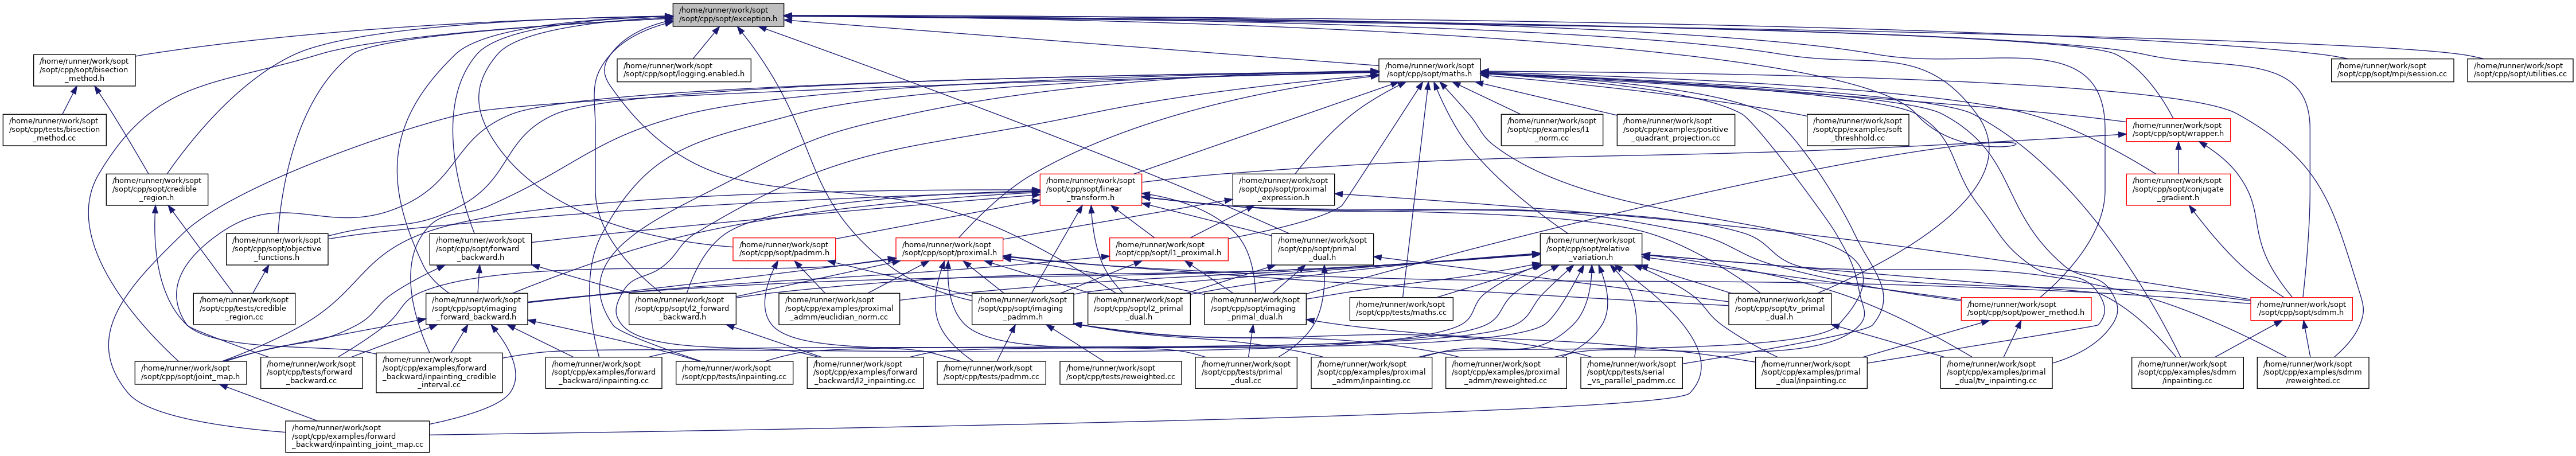 /home/runner/work/sopt
/sopt/cpp/sopt/exception.h
/home/runner/work/sopt
/sopt/cpp/sopt/bisection
_method.h
/home/runner/work/sopt
/sopt/cpp/sopt/logging.enabled.h
/home/runner/work/sopt
/sopt/cpp/sopt/maths.h
/home/runner/work/sopt
/sopt/cpp/sopt/mpi/session.cc
/home/runner/work/sopt
/sopt/cpp/sopt/utilities.cc
/home/runner/work/sopt
/sopt/cpp/tests/bisection
_method.cc
/home/runner/work/sopt
/sopt/cpp/examples/l1
_norm.cc
/home/runner/work/sopt
/sopt/cpp/examples/positive
_quadrant_projection.cc
/home/runner/work/sopt
/sopt/cpp/examples/soft
_threshhold.cc
/home/runner/work/sopt
/sopt/cpp/sopt/wrapper.h
/home/runner/work/sopt
/sopt/cpp/sopt/credible
_region.h
/home/runner/work/sopt
/sopt/cpp/sopt/linear
_transform.h
/home/runner/work/sopt
/sopt/cpp/sopt/proximal
_expression.h
/home/runner/work/sopt
/sopt/cpp/sopt/conjugate
_gradient.h
/home/runner/work/sopt
/sopt/cpp/sopt/objective
_functions.h
/home/runner/work/sopt
/sopt/cpp/sopt/forward
_backward.h
/home/runner/work/sopt
/sopt/cpp/sopt/padmm.h
/home/runner/work/sopt
/sopt/cpp/sopt/proximal.h
/home/runner/work/sopt
/sopt/cpp/sopt/l1_proximal.h
/home/runner/work/sopt
/sopt/cpp/sopt/primal
_dual.h
/home/runner/work/sopt
/sopt/cpp/sopt/relative
_variation.h
/home/runner/work/sopt
/sopt/cpp/tests/credible
_region.cc
/home/runner/work/sopt
/sopt/cpp/sopt/imaging
_forward_backward.h
/home/runner/work/sopt
/sopt/cpp/sopt/l2_forward
_backward.h
/home/runner/work/sopt
/sopt/cpp/examples/proximal
_admm/euclidian_norm.cc
/home/runner/work/sopt
/sopt/cpp/sopt/imaging
_padmm.h
/home/runner/work/sopt
/sopt/cpp/sopt/l2_primal
_dual.h
/home/runner/work/sopt
/sopt/cpp/sopt/imaging
_primal_dual.h
/home/runner/work/sopt
/sopt/cpp/tests/maths.cc
/home/runner/work/sopt
/sopt/cpp/sopt/tv_primal
_dual.h
/home/runner/work/sopt
/sopt/cpp/sopt/power_method.h
/home/runner/work/sopt
/sopt/cpp/sopt/sdmm.h
/home/runner/work/sopt
/sopt/cpp/sopt/joint_map.h
/home/runner/work/sopt
/sopt/cpp/tests/forward
_backward.cc
/home/runner/work/sopt
/sopt/cpp/examples/forward
_backward/inpainting_credible
_interval.cc
/home/runner/work/sopt
/sopt/cpp/examples/forward
_backward/inpainting.cc
/home/runner/work/sopt
/sopt/cpp/tests/inpainting.cc
/home/runner/work/sopt
/sopt/cpp/examples/forward
_backward/l2_inpainting.cc
/home/runner/work/sopt
/sopt/cpp/tests/padmm.cc
/home/runner/work/sopt
/sopt/cpp/tests/reweighted.cc
/home/runner/work/sopt
/sopt/cpp/tests/primal
_dual.cc
/home/runner/work/sopt
/sopt/cpp/examples/proximal
_admm/inpainting.cc
/home/runner/work/sopt
/sopt/cpp/examples/proximal
_admm/reweighted.cc
/home/runner/work/sopt
/sopt/cpp/tests/serial
_vs_parallel_padmm.cc
/home/runner/work/sopt
/sopt/cpp/examples/primal
_dual/inpainting.cc
/home/runner/work/sopt
/sopt/cpp/examples/primal
_dual/tv_inpainting.cc
/home/runner/work/sopt
/sopt/cpp/examples/sdmm
/inpainting.cc
/home/runner/work/sopt
/sopt/cpp/examples/sdmm
/reweighted.cc
/home/runner/work/sopt
/sopt/cpp/examples/forward
_backward/inpainting_joint_map.cc